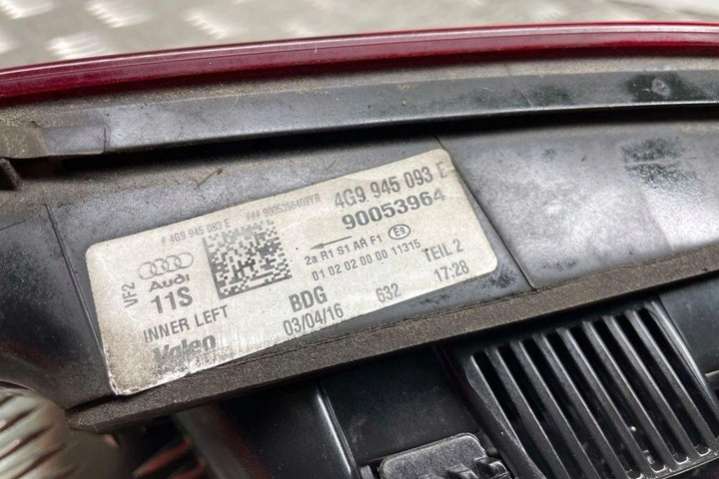 # 4G9 945 093 E ### 90053964
4G9 945 093 E
90053964
VF2
Audi
11S
INNER LEFT
Valeo
E9
2a R1 S1 AR F1
01 02 02 00 00 11315
BDG
TEIL 2
03/04/16
632
17:28